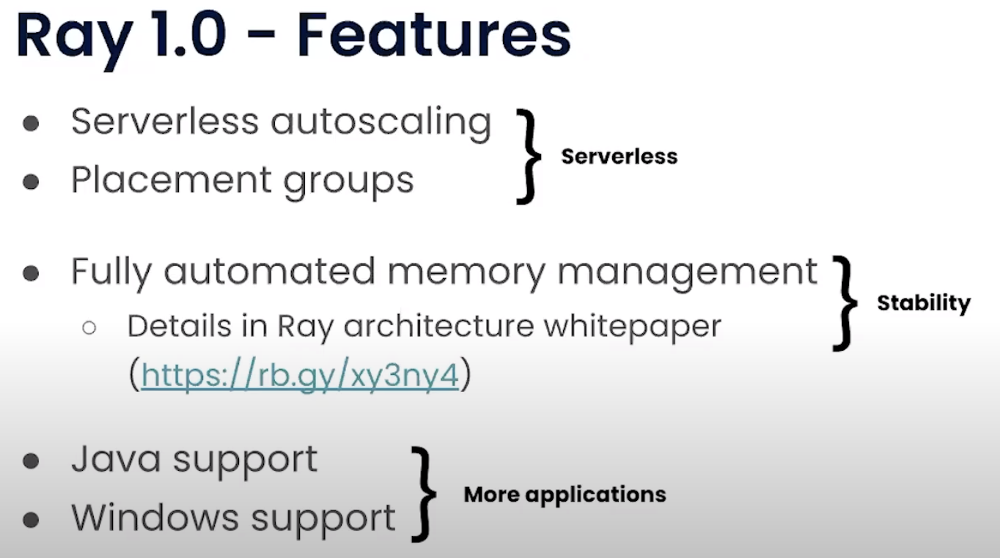 Ray 1.0 - Features
● Serverless autoscaling
● Placement groups
} Serverless
● Fully automated memory management
○ Details in Ray architecture whitepaper
(https://rb.gy/xy3ny4)
} Stability
● Java support
● Windows support
} More applications